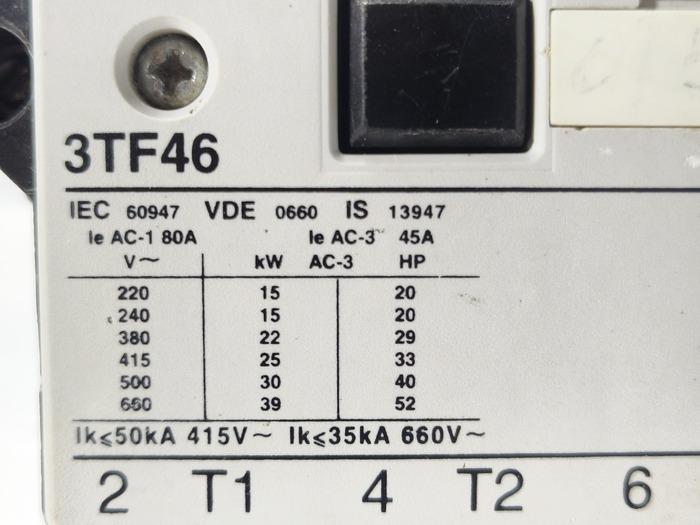 3TF46
IEC 60947 VDE 0660 IS 13947
Ie AC-1 80A Ie AC-3 45A
V~ kW AC-3 HP
220 15 20
240 15 20
380 22 29
415 25 33
500 30 40
660 39 52
Ik≤50kA 415V~ Ik≤35kA 660V~
2 T1 4 T2 6